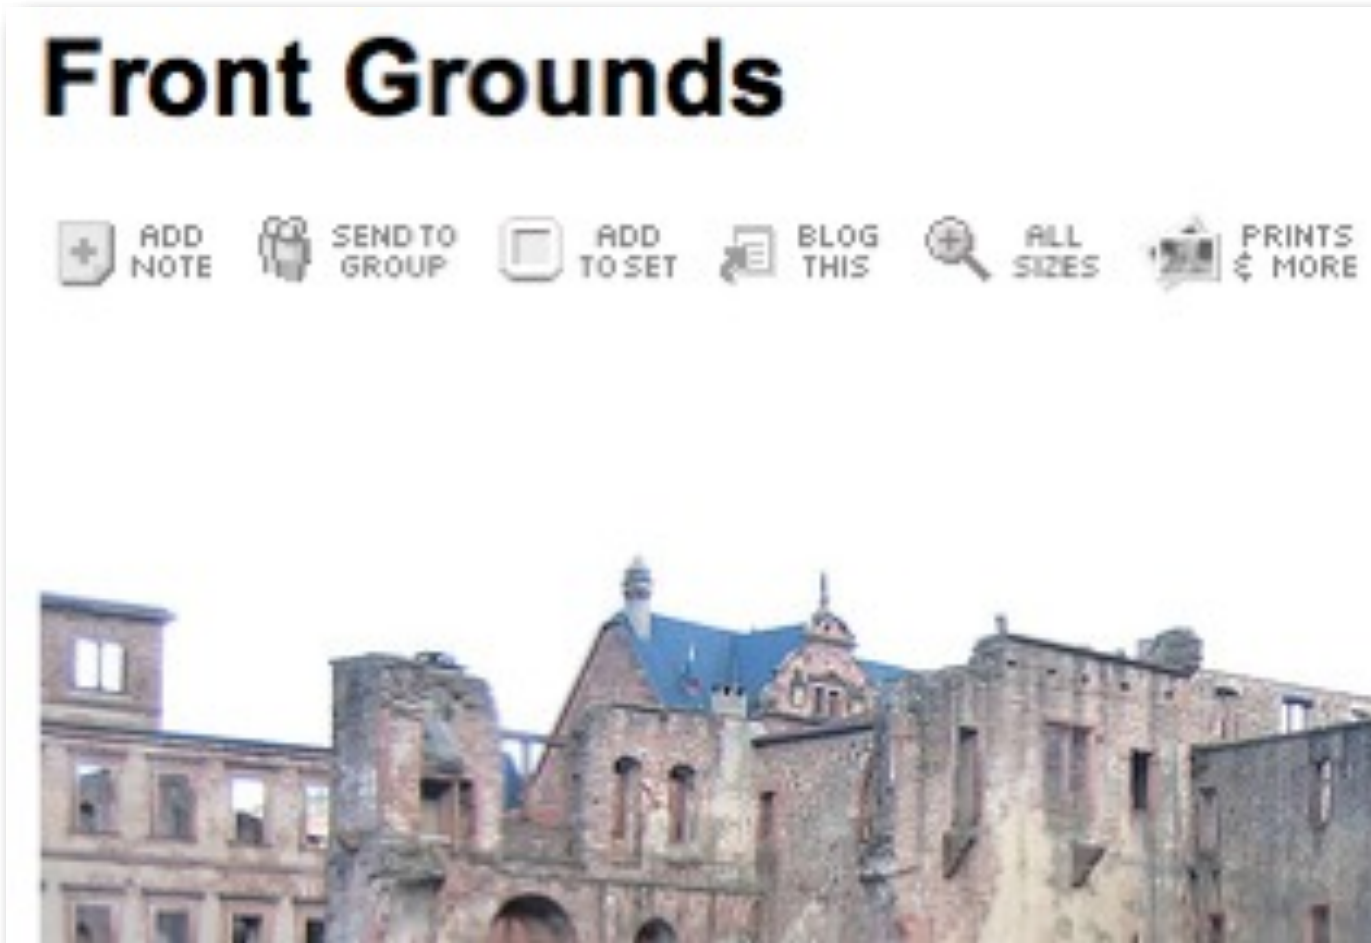 Front Grounds
ADD
NOTE
SEND TO
GROUP
ADD
TO SET
BLOG
THIS
ALL
SIZES
PRINTS
& MORE